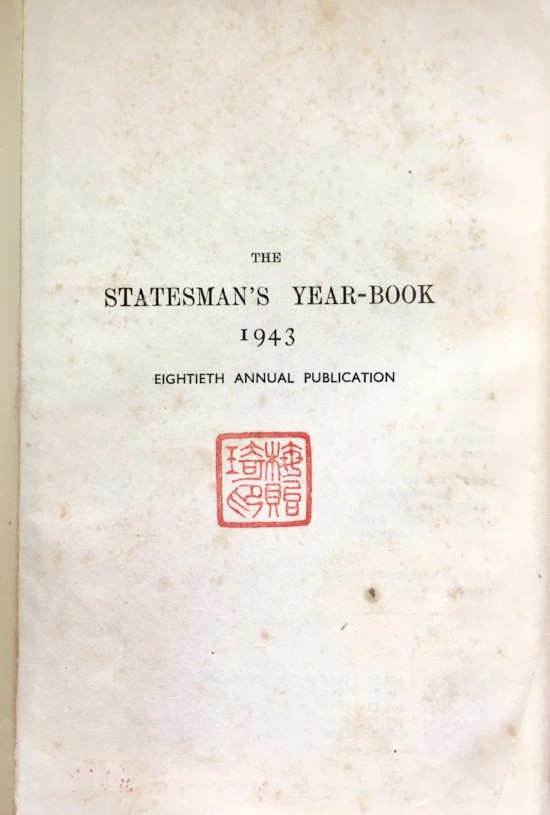 THE
STATESMAN'S YEAR-BOOK
1943
EIGHTIETH ANNUAL PUBLICATION
梅貽
琦印